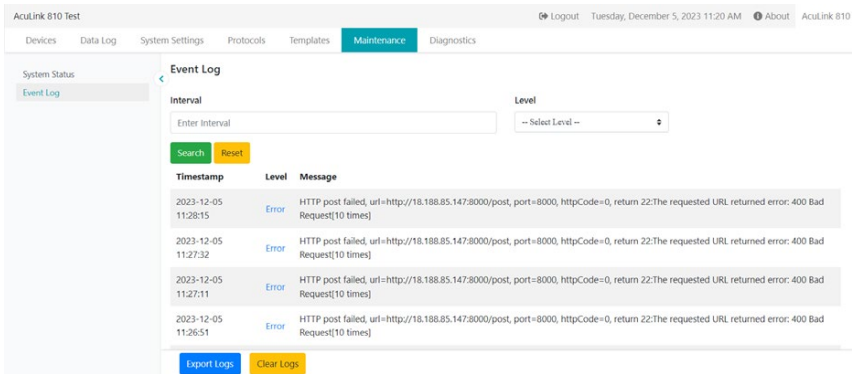 AcuLink 810 Test
Logout Tuesday, December 5, 2023 11:20 AM About AcuLink 810
Devices Data Log System Settings Protocols Templates Maintenance Diagnostics
System Status
Event Log
Event Log
Interval Level
Enter Interval -- Select Level --
Search Reset
Timestamp Level Message
2023-12-05
11:28:15
Error
HTTP post failed, url=http://18.188.85.147:8000/post, port=8000, httpCode=0, return 22:The requested URL returned error: 400 Bad
Request[10 times]
2023-12-05
11:27:32
Error
HTTP post failed, url=http://18.188.85.147:8000/post, port=8000, httpCode=0, return 22:The requested URL returned error: 400 Bad
Request[10 times]
2023-12-05
11:27:11
Error
HTTP post failed, url=http://18.188.85.147:8000/post, port=8000, httpCode=0, return 22:The requested URL returned error: 400 Bad
Request[10 times]
2023-12-05
11:26:51
Error
HTTP post failed, url=http://18.188.85.147:8000/post, port=8000, httpCode=0, return 22:The requested URL returned error: 400 Bad
Request[10 times]
Export Logs Clear Logs